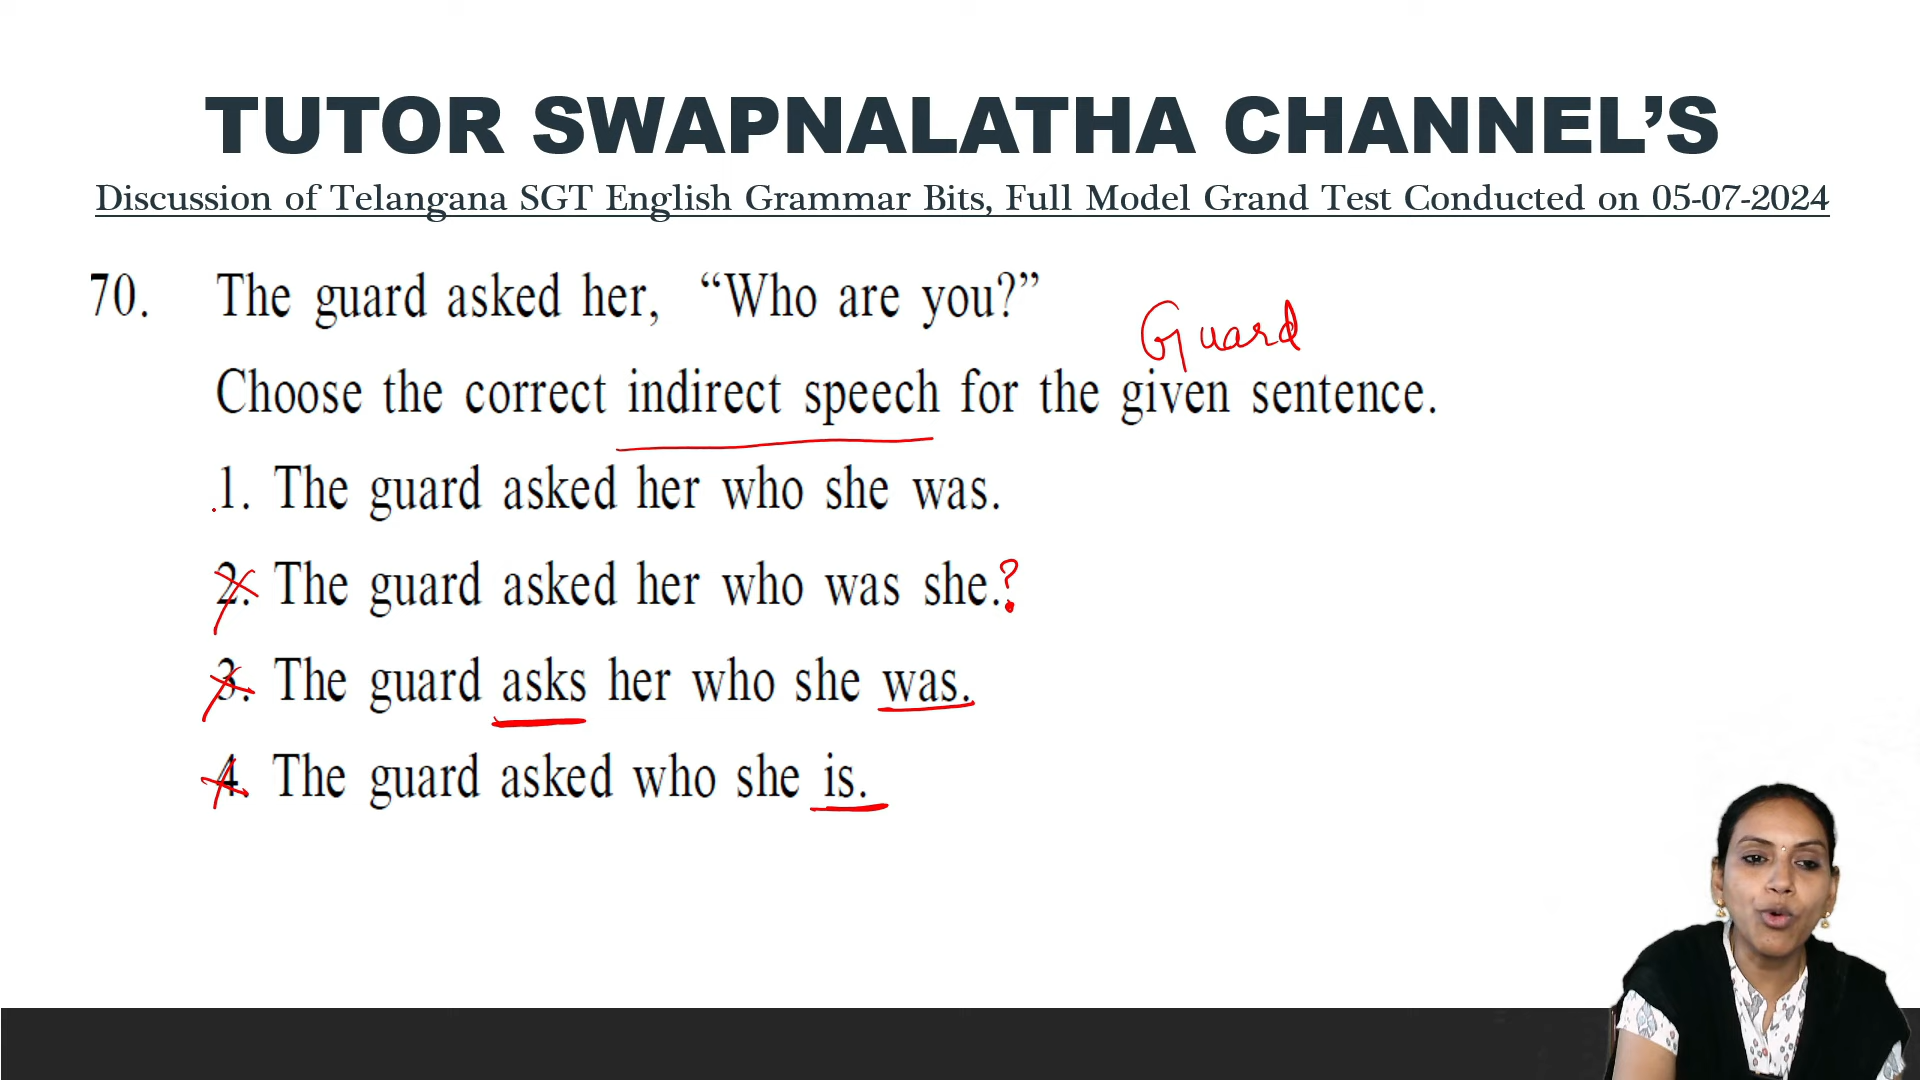 TUTOR SWAPNALATHA CHANNEL’S
Discussion of Telangana SGT English Grammar Bits, Full Model Grand Test Conducted on 05-07-2024
70. The guard asked her, “Who are you?”
Guard
Choose the correct indirect speech for the given sentence.
1. The guard asked her who she was.
2. The guard asked her who was she.?
3. The guard asks her who she was.
4. The guard asked who she is.